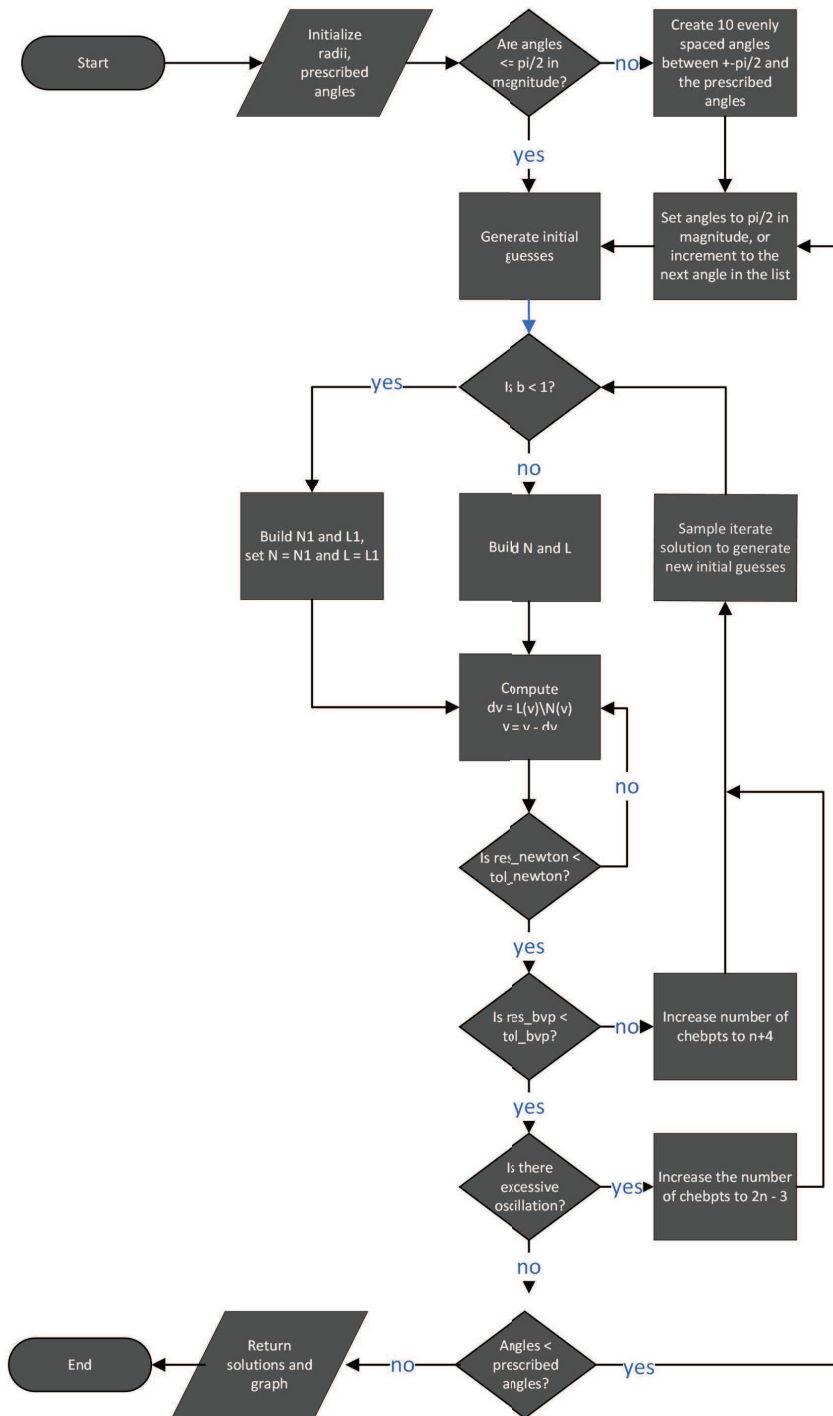 Start
Initialize
radii,
prescribed
angles
Are angles
<= pi/2 in
magnitude?
no
Create 10 evenly
spaced angles
between +-pi/2 and
the prescribed
angles
yes
Generate initial
guesses
Set angles to pi/2 in
magnitude, or
increment to the
next angle in the list
Is b < 1?
yes
no
Build N1 and L1,
set N = N1 and L = L1
Build N and L
Sample iterate
solution to generate
new initial guesses
Compute
dv = L(v)\N(v)
v = v - dv
no
Is res_newton <
tol_newton?
yes
Is res_bvp <
tol_bvp?
no
Increase number of
chebpts to n+4
yes
Is there
excessive
oscillation?
yes
Increase the number
of chebpts to 2n - 3
no
End
Return
solutions and
graph
no
Angles <
prescribed
angles?
yes